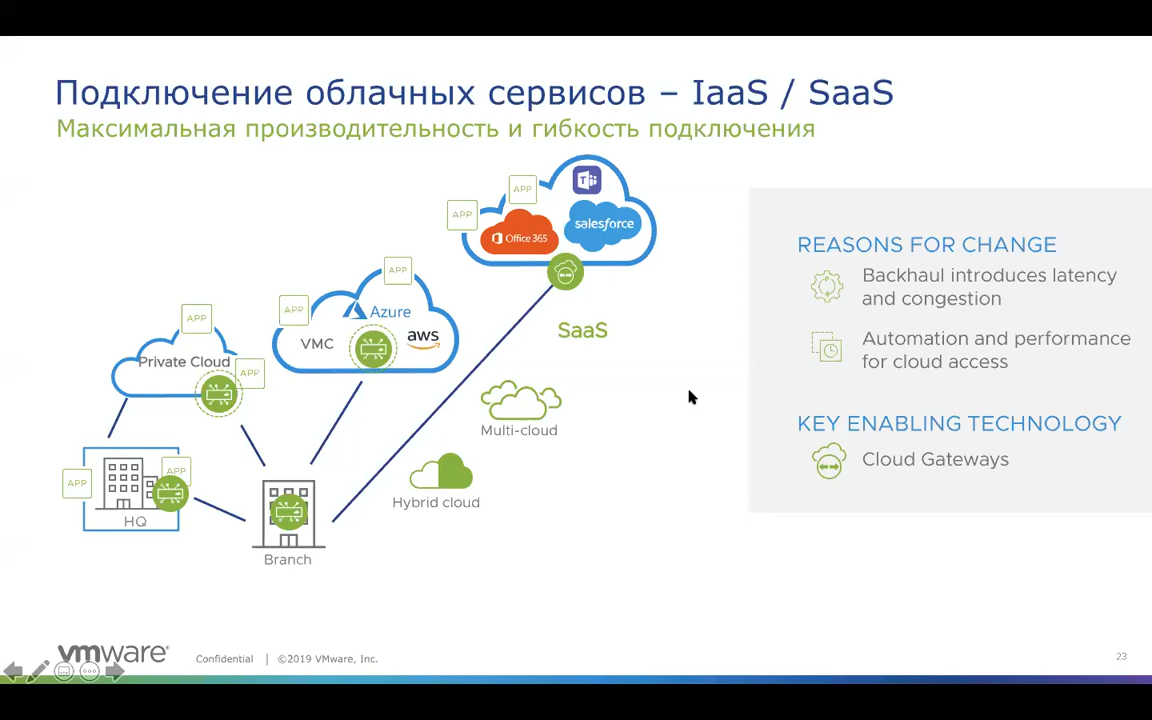 Подключение облачных сервисов – IaaS / SaaS
Максимальная производительность и гибкость подключения
APP
APP
Office 365
salesforce
SaaS
APP
APP
Azure
VMC
aws
APP
Private Cloud
APP
Multi-cloud
Hybrid cloud
APP
APP
HQ
Branch
REASONS FOR CHANGE
Backhaul introduces latency
and congestion
Automation and performance
for cloud access
KEY ENABLING TECHNOLOGY
Cloud Gateways
vmware®
Confidential | ©2019 VMware, Inc.
23